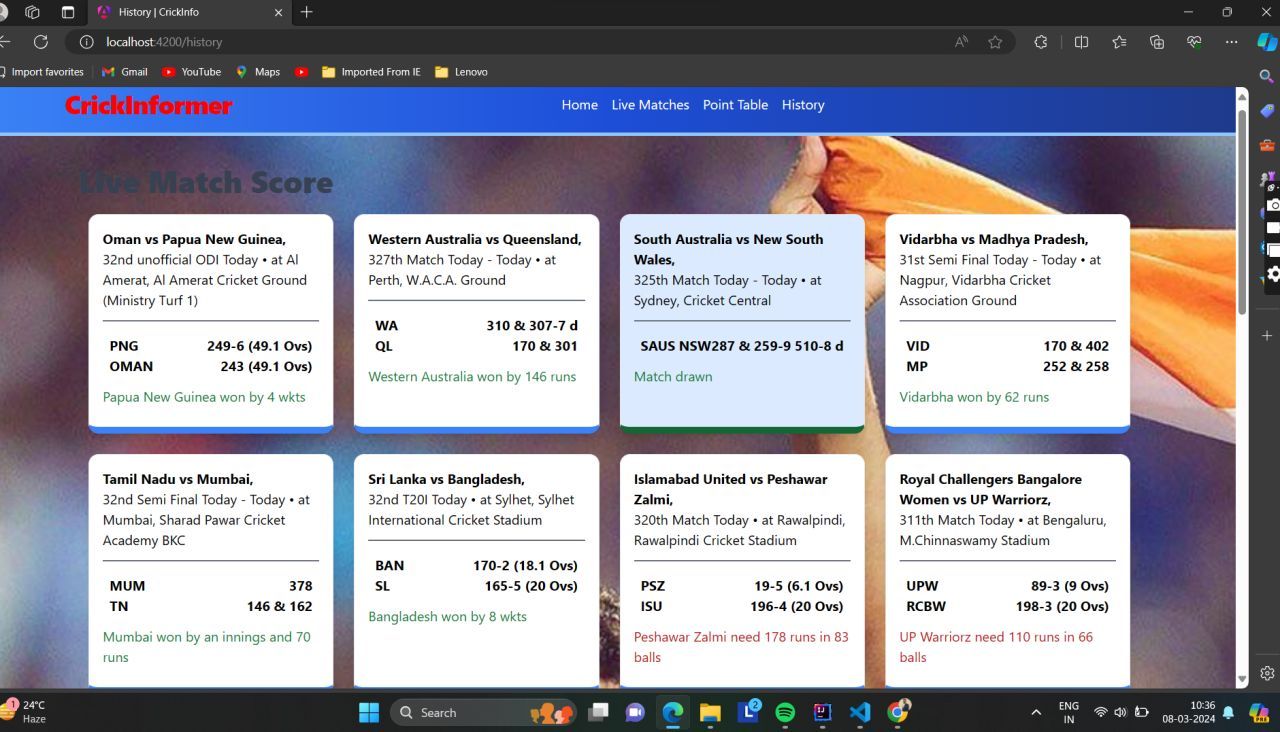 History | CrickInfo
localhost:4200/history
Import favorites
Gmail
YouTube
Maps
Imported From IE
Lenovo
CrickInformer
Home
Live Matches
Point Table
History
Live Match Score
Oman vs Papua New Guinea,
32nd unofficial ODI Today • at Al
Amerat, Al Amerat Cricket Ground
(Ministry Turf 1)
PNG 249-6 (49.1 Ovs)
OMAN 243 (49.1 Ovs)
Papua New Guinea won by 4 wkts
Western Australia vs Queensland,
327th Match Today - Today • at
Perth, W.A.C.A. Ground
WA 310 & 307-7 d
QL 170 & 301
Western Australia won by 146 runs
South Australia vs New South
Wales,
325th Match Today - Today • at
Sydney, Cricket Central
SAUS NSW287 & 259-9 510-8 d
Match drawn
Vidarbha vs Madhya Pradesh,
31st Semi Final Today - Today • at
Nagpur, Vidarbha Cricket
Association Ground
VID 170 & 402
MP 252 & 258
Vidarbha won by 62 runs
Tamil Nadu vs Mumbai,
32nd Semi Final Today - Today • at
Mumbai, Sharad Pawar Cricket
Academy BKC
MUM 378
TN 146 & 162
Mumbai won by an innings and 70
runs
Sri Lanka vs Bangladesh,
32nd T20I Today • at Sylhet, Sylhet
International Cricket Stadium
BAN 170-2 (18.1 Ovs)
SL 165-5 (20 Ovs)
Bangladesh won by 8 wkts
Islamabad United vs Peshawar
Zalmi,
320th Match Today • at Rawalpindi,
Rawalpindi Cricket Stadium
PSZ 19-5 (6.1 Ovs)
ISU 196-4 (20 Ovs)
Peshawar Zalmi need 178 runs in 83
balls
Royal Challengers Bangalore
Women vs UP Warriorz,
311th Match Today • at Bengaluru,
M.Chinnaswamy Stadium
UPW 89-3 (9 Ovs)
RCBW 198-3 (20 Ovs)
UP Warriorz need 110 runs in 66
balls
1
24°C
Haze
Search
2
ENG
IN
10:36
08-03-2024
PRE